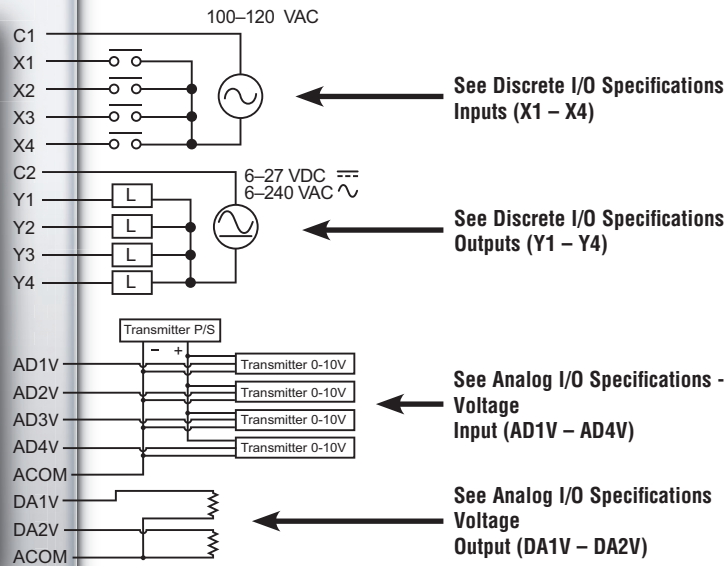 100–120 VAC
C1
X1
X2
X3
X4
See Discrete I/O Specifications
Inputs (X1 – X4)
C2
6–27 VDC
6–240 VAC
Y1
L
Y2
L
Y3
L
Y4
L
See Discrete I/O Specifications
Outputs (Y1 – Y4)
Transmitter P/S
– +
AD1V
Transmitter 0-10V
AD2V
Transmitter 0-10V
AD3V
Transmitter 0-10V
AD4V
Transmitter 0-10V
ACOM
See Analog I/O Specifications -
Voltage
Input (AD1V – AD4V)
DA1V
DA2V
ACOM
See Analog I/O Specifications
Voltage
Output (DA1V – DA2V)